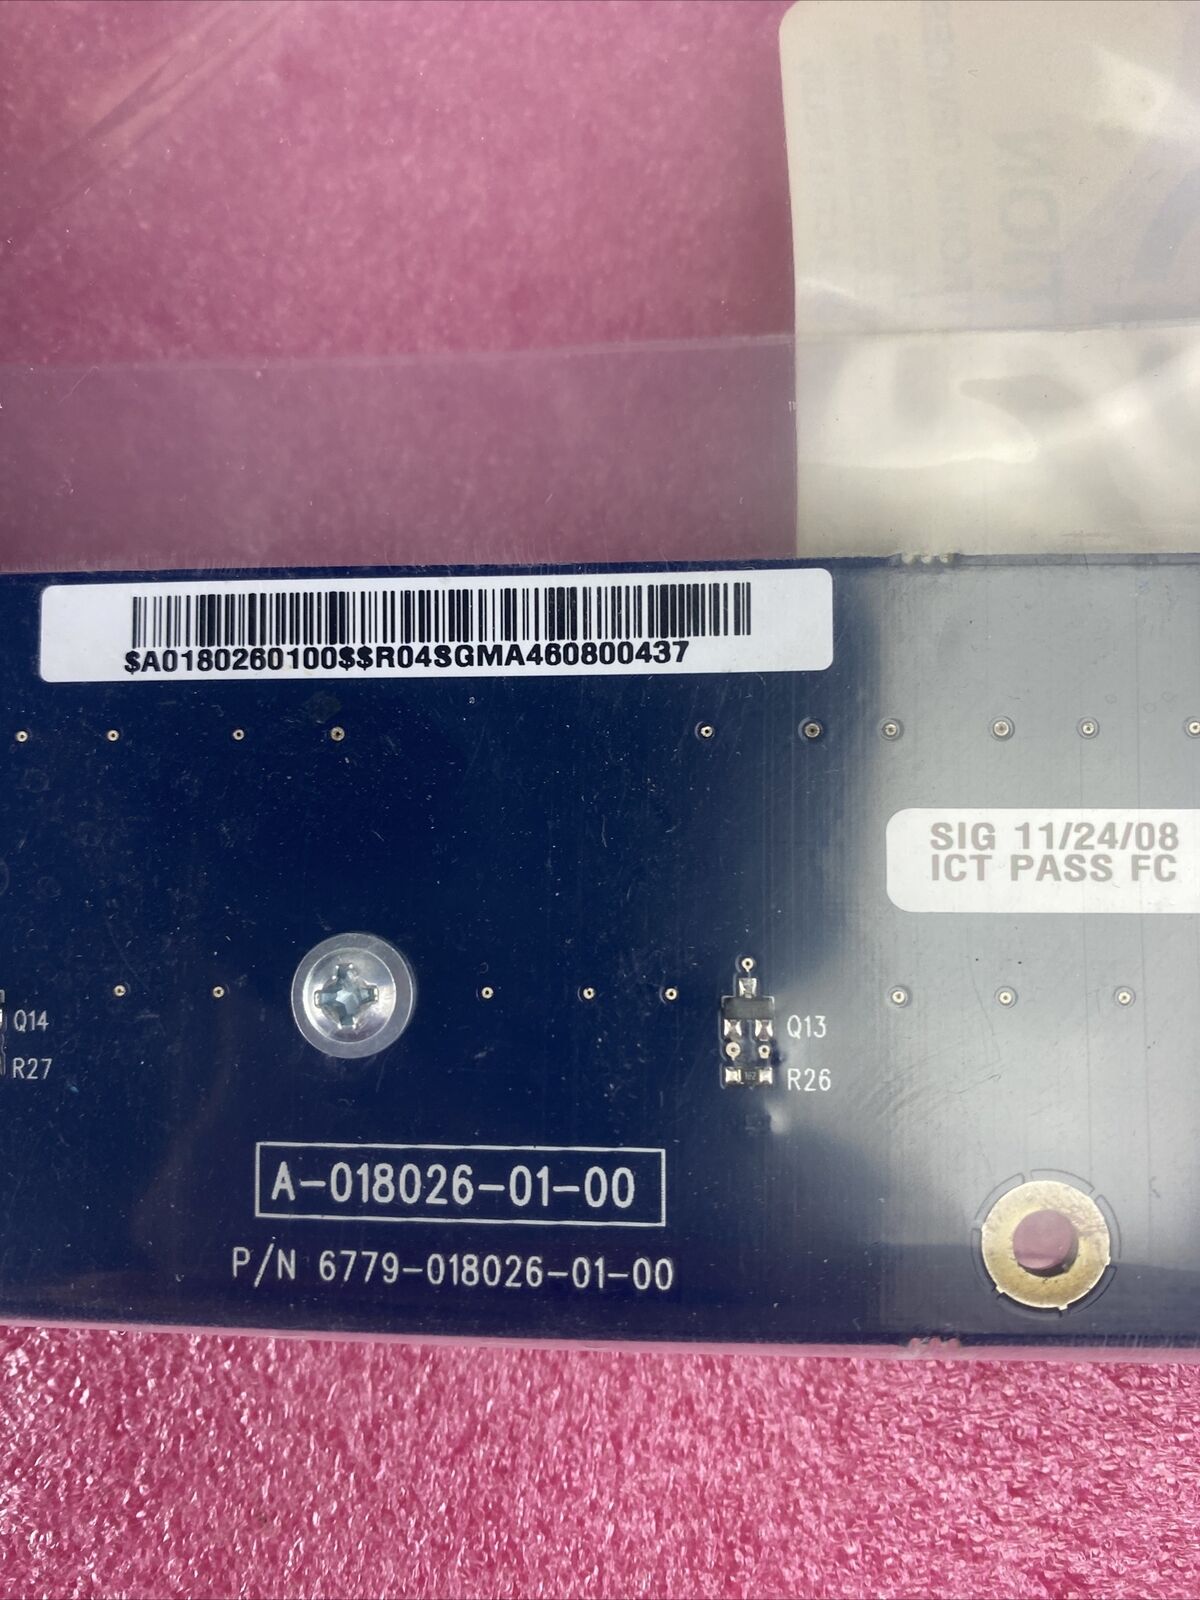 $A0180260100$$R04SGMA460800437
SIG 11/24/08
ICT PASS FC
Q14
R27
Q13
R26
A-018026-01-00
P/N 6779-018026-01-00